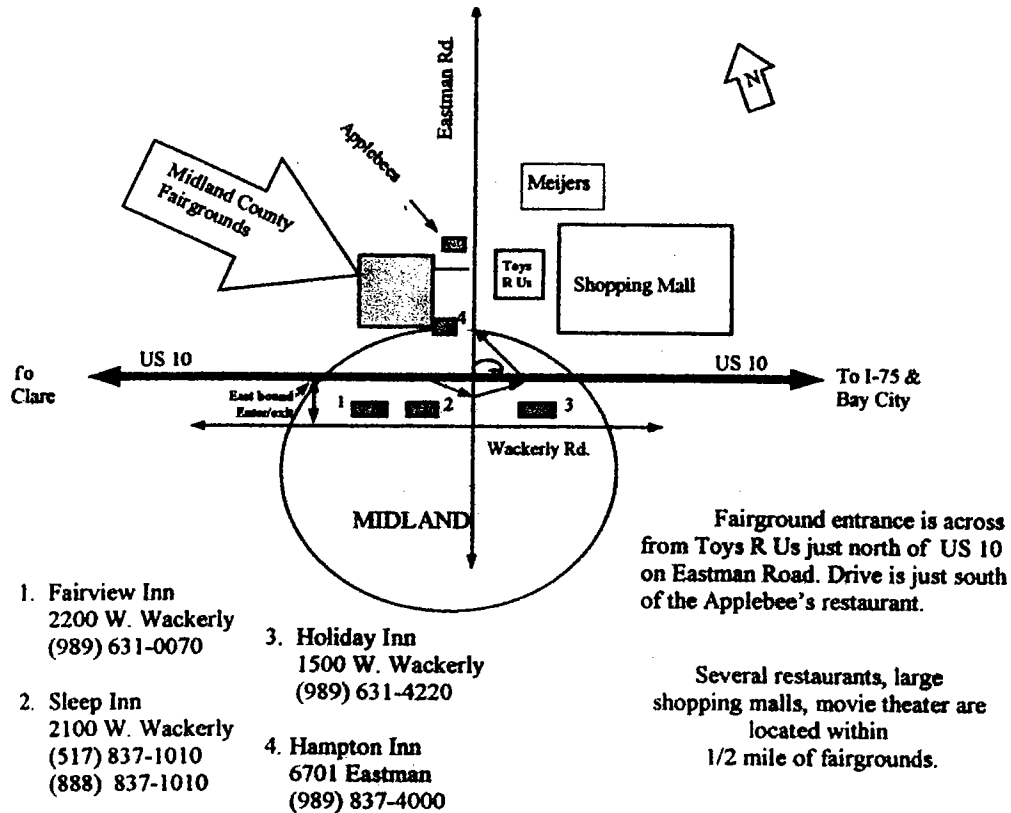 Eastman Rd.
N
Applebees
Meijers
Midland County
Fairgrounds
Toys
R Us
Shopping Mall
4
US 10
US 10
fo
Clare
To I-75 &
Bay City
East bound
Enter/exit
1
2
3
Wackerly Rd.
MIDLAND
Fairground entrance is across
from Toys R Us just north of US 10
on Eastman Road. Drive is just south
of the Applebee's restaurant.
1. Fairview Inn
2200 W. Wackerly
(989) 631-0070
2. Sleep Inn
2100 W. Wackerly
(517) 837-1010
(888) 837-1010
3. Holiday Inn
1500 W. Wackerly
(989) 631-4220
4. Hampton Inn
6701 Eastman
(989) 837-4000
Several restaurants, large
shopping malls, movie theater are
located within
1/2 mile of fairgrounds.